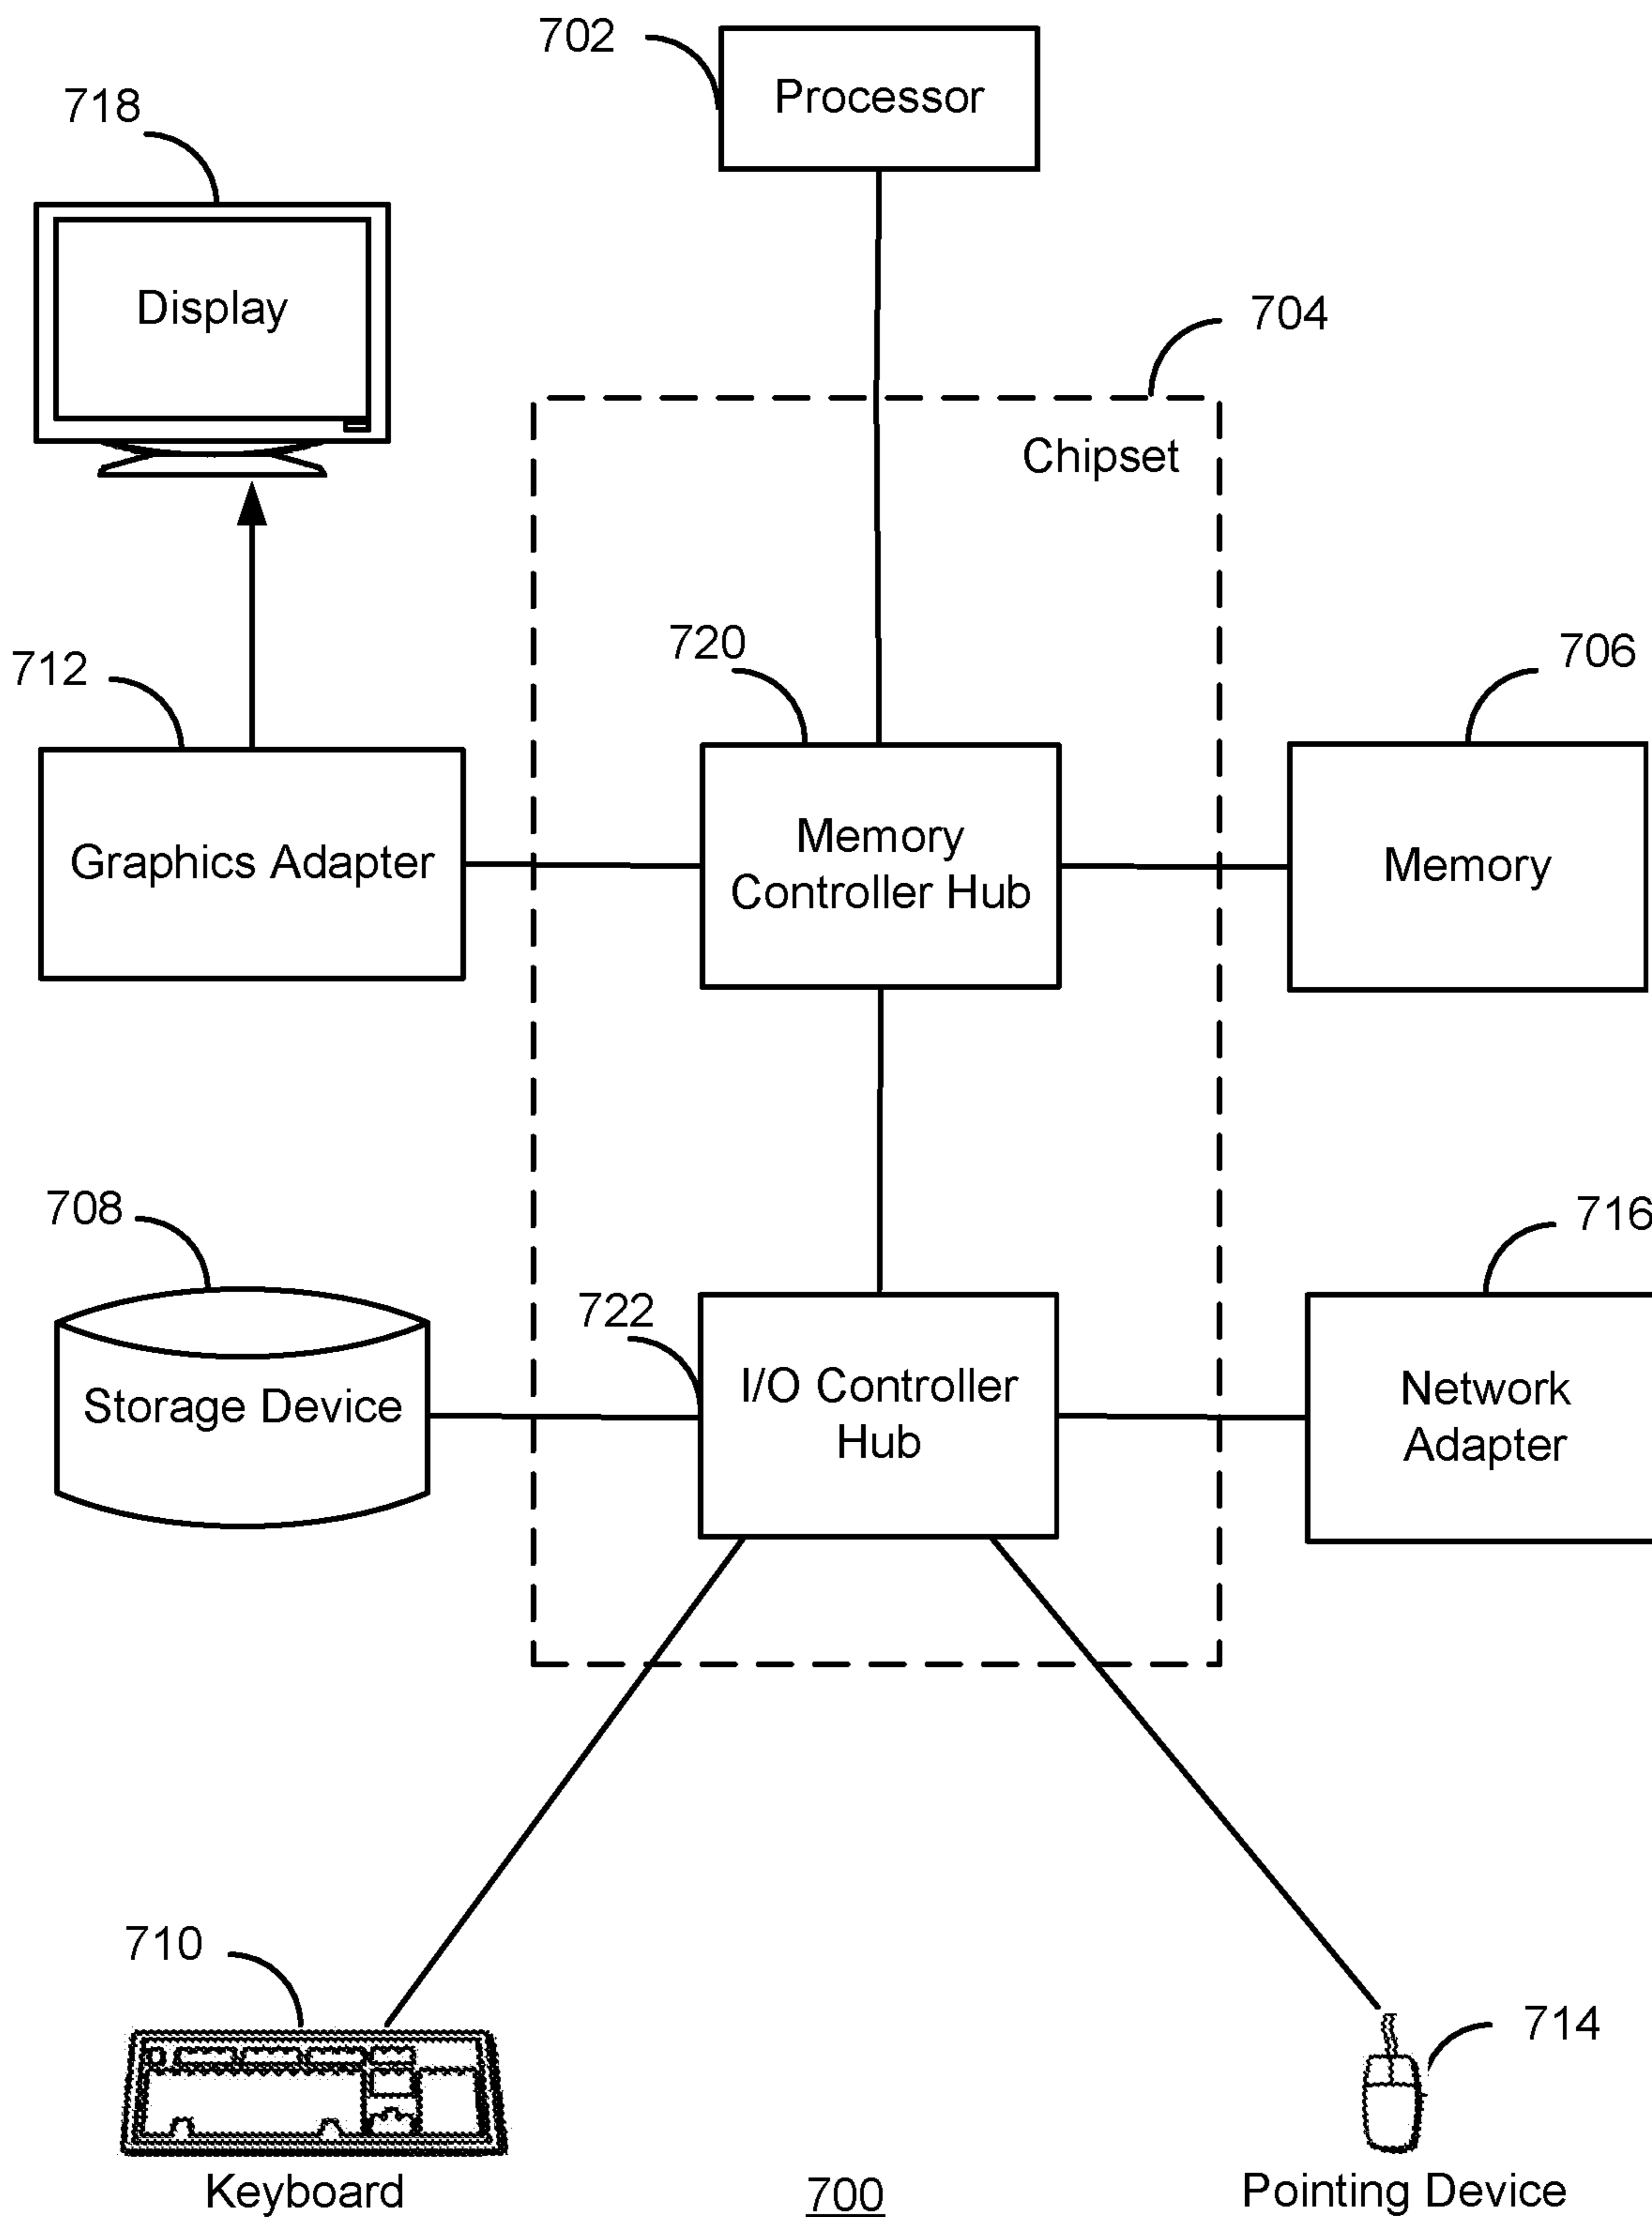 702
Processor
718
Display
704
Chipset
720
712
706
Graphics Adapter
Memory
Controller Hub
Memory
708
716
722
Storage Device
I/O Controller
Hub
Network
Adapter
710
714
Keyboard
700
Pointing Device